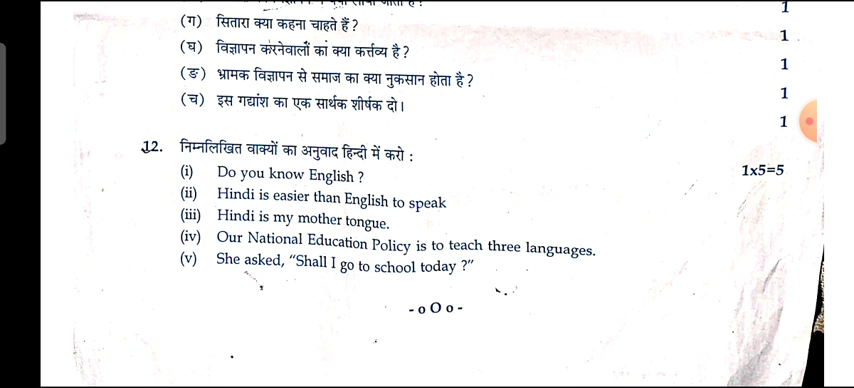 (ग) सितारा क्या कहना चाहते हैं ? 1
(घ) विज्ञापन करनेवालों का क्या कर्त्तव्य है ? 1
(ङ) भ्रामक विज्ञापन से समाज का क्या नुकसान होता है ? 1
(च) इस गद्यांश का एक सार्थक शीर्षक दो। 1
1
12. निम्नलिखित वाक्यों का अनुवाद हिन्दी में करो :
(i) Do you know English ? 1x5=5
(ii) Hindi is easier than English to speak
(iii) Hindi is my mother tongue.
(iv) Our National Education Policy is to teach three languages.
(v) She asked, “Shall I go to school today ?”
- o O o -